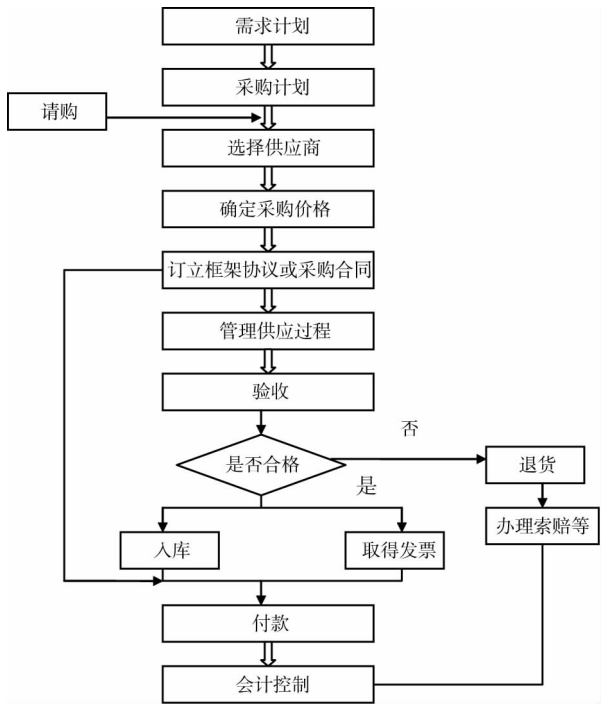 需求计划
采购计划
请购
选择供应商
确定采购价格
订立框架协议或采购合同
管理供应过程
验收
否
是否合格
退货
是
办理索赔等
入库
取得发票
付款
会计控制